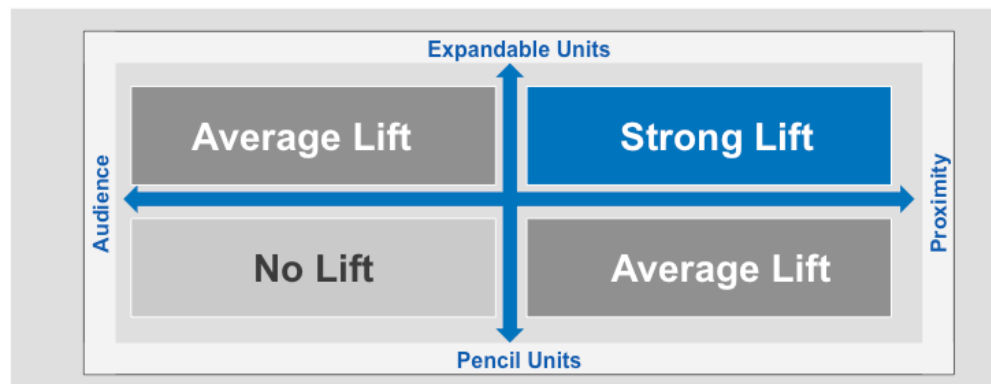 Expandable Units
Average Lift
Strong Lift
Audience
Proximity
No Lift
Average Lift
Pencil Units